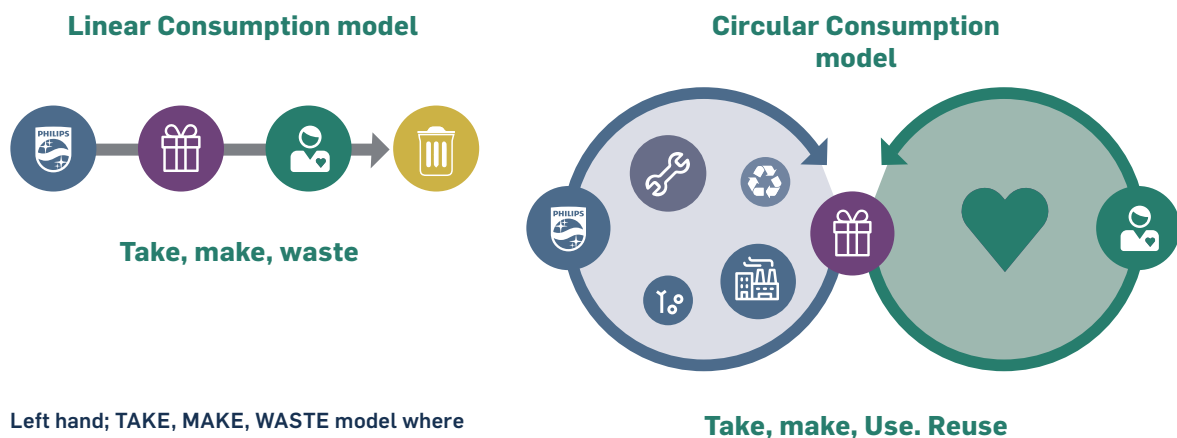 Linear Consumption model
PHILIPS
Take, make, waste
Left hand; TAKE, MAKE, WASTE model where
Circular Consumption
model
PHILIPS
Take, make, Use. Reuse